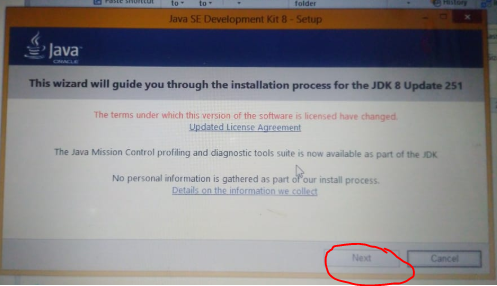 Paste shortcut
to
to
folder
History
Java SE Development Kit 8 - Setup
Java
ORACLE
This wizard will guide you through the installation process for the JDK 8 Update 251
The terms under which this version of the software is licensed have changed.
Updated License Agreement
The Java Mission Control profiling and diagnostic tools suite is now available as part of the JDK
No personal information is gathered as part of our install process.
Details on the information we collect
Next
Cancel